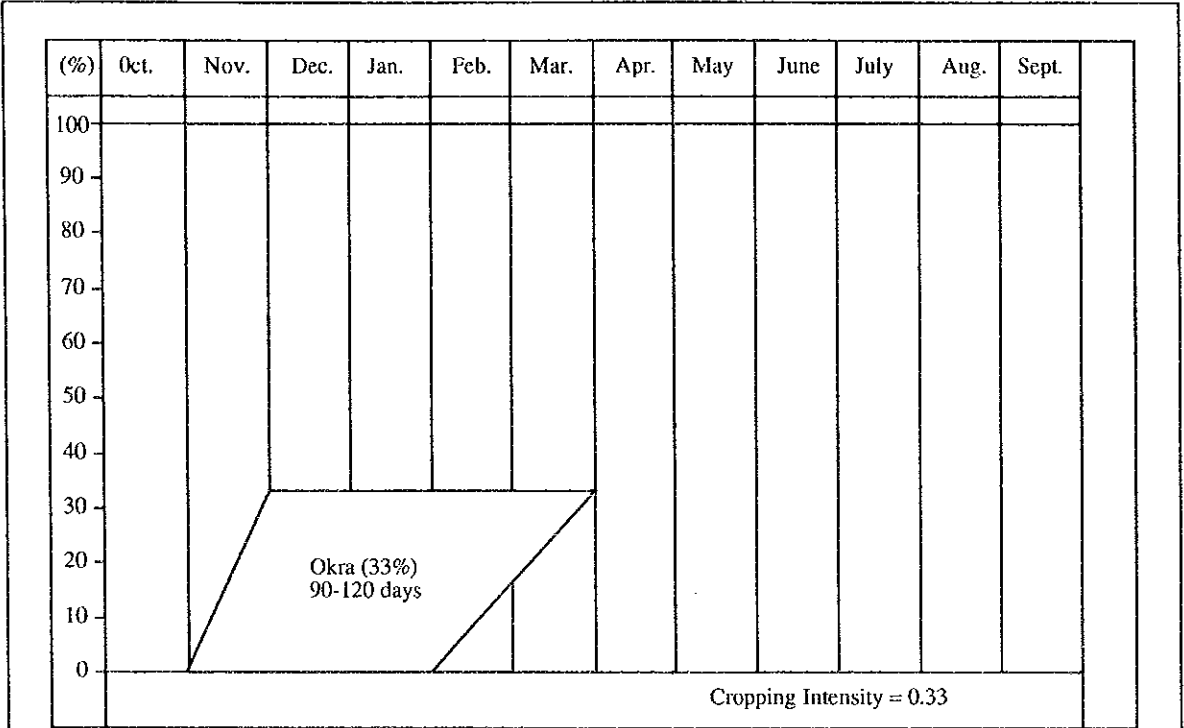 (%) 0ct. Nov. Dec. Jan. Feb. Mar. Apr. May June July Aug. Sept.
100
90
80
70
60
50
40
30
20
10
0
Okra (33%)
90-120 days
Cropping Intensity = 0.33